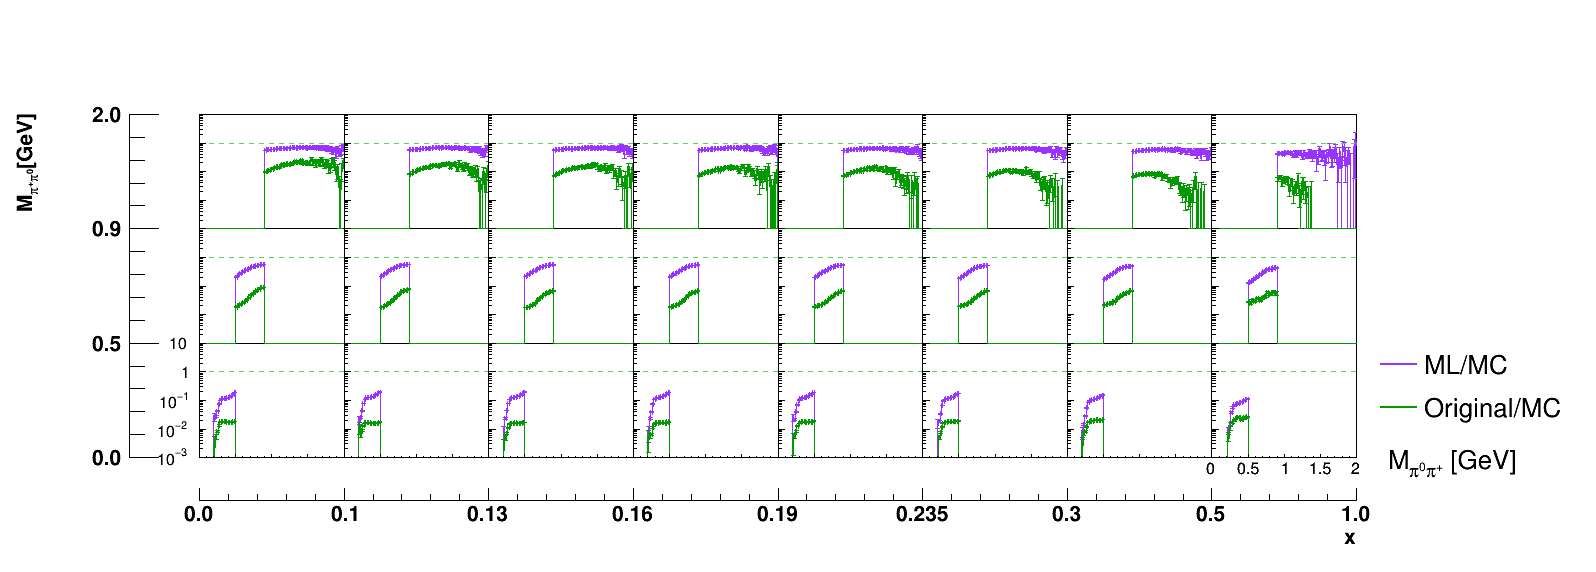 M_{π⁺π⁰}[GeV]
2.0
0.9
0.5
0.0
10
1
10⁻¹
10⁻²
10⁻³
0 0.5 1 1.5 2
M_{π⁰π⁺} [GeV]
ML/MC
Original/MC
0.0 0.1 0.13 0.16 0.19 0.235 0.3 0.5 1.0
x